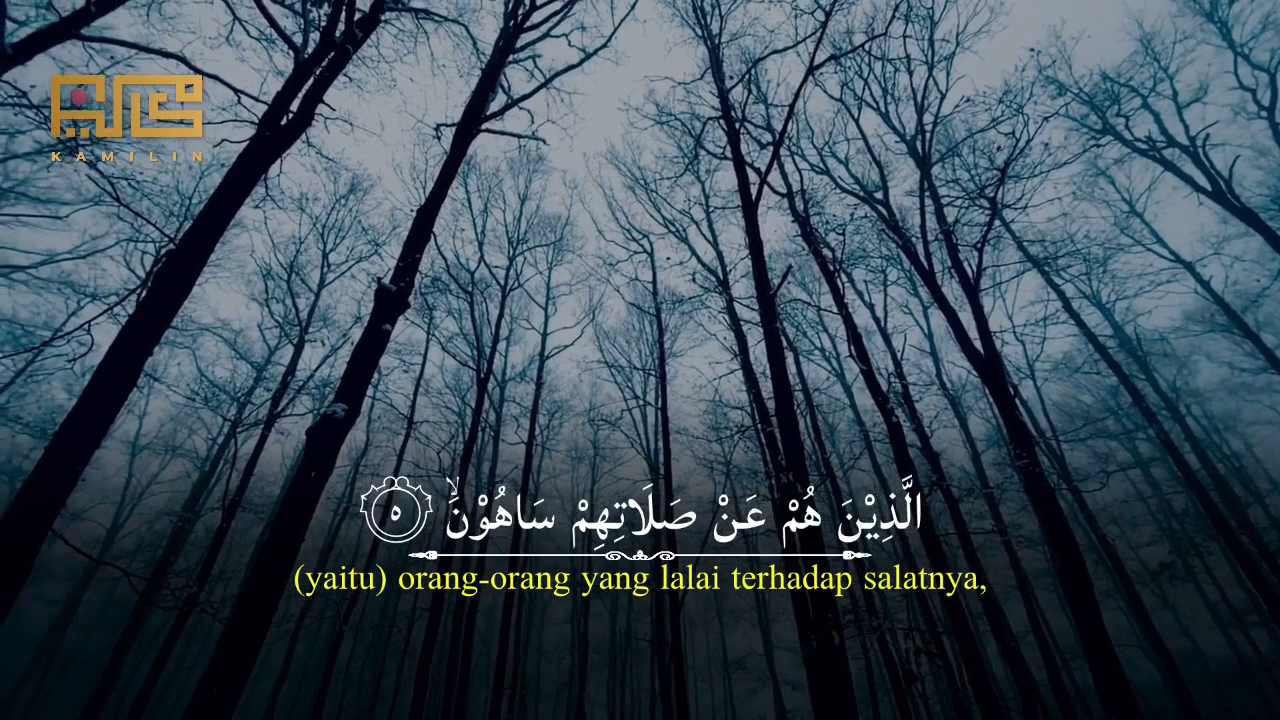 KAMILIN
الَّذِيْنَ هُمْ عَنْ صَلَاتِهِمْ سَاهُوْنَۙ ٥
(yaitu) orang-orang yang lalai terhadap salatnya,